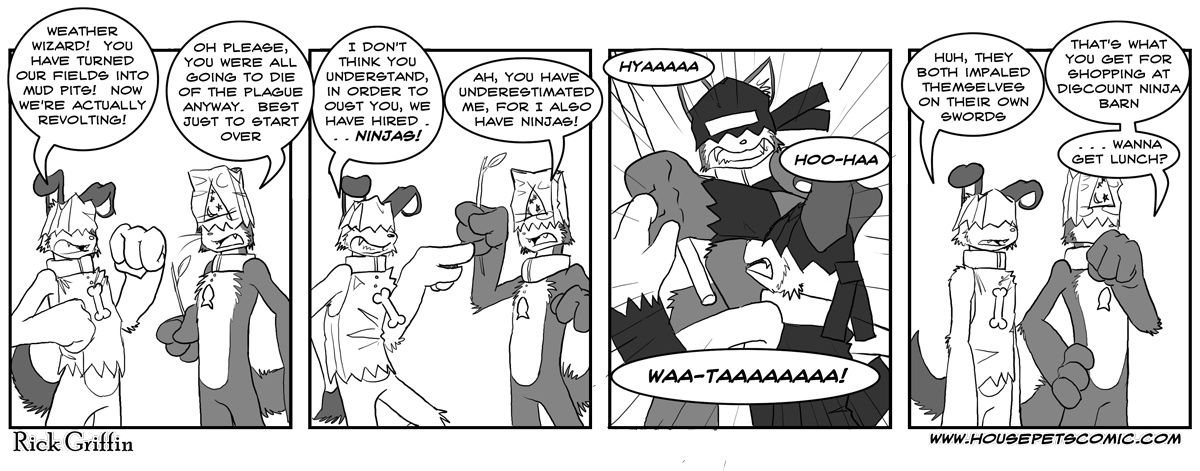 WEATHER
WIZARD! YOU
HAVE TURNED
OUR FIELDS INTO
MUD PITS! NOW
WE'RE ACTUALLY
REVOLTING!
OH PLEASE,
YOU WERE ALL
GOING TO DIE
OF THE PLAGUE
ANYWAY. BEST
JUST TO START
OVER
I DON'T
THINK YOU
UNDERSTAND,
IN ORDER TO
OUST YOU, WE
HAVE HIRED .
. . NINJAS!
AH, YOU HAVE
UNDERESTIMATED
ME, FOR I ALSO
HAVE NINJAS!
HYAAAAA
HOO-HAA
WAA-TAAAAAAAA!
HUH, THEY
BOTH IMPALED
THEMSELVES
ON THEIR OWN
SWORDS
THAT'S WHAT
YOU GET FOR
SHOPPING AT
DISCOUNT NINJA
BARN
. . . WANNA
GET LUNCH?
Rick Griffin
WWW.HOUSEPETSCOMIC.COM